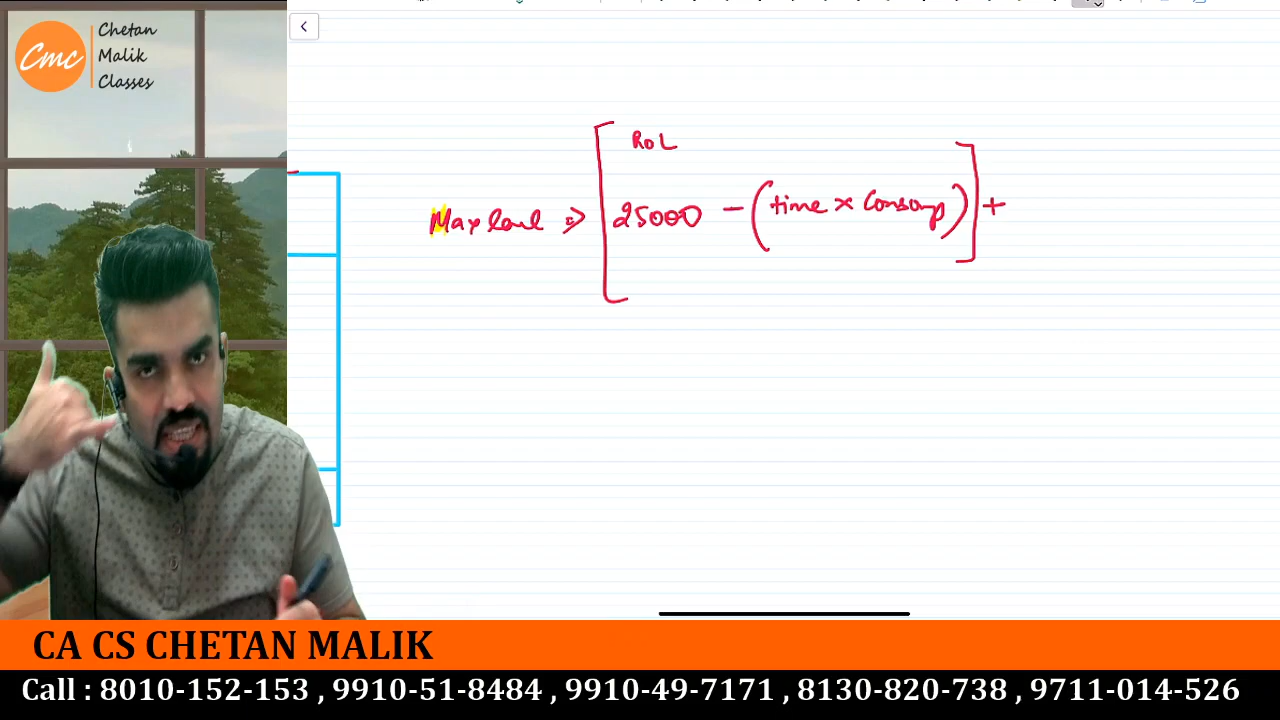 Cmc
Chetan
Malik
Classes
ROL
Max level ⇒ [25000 - (time x Consump)] +
CA CS CHETAN MALIK
Call : 8010-152-153 , 9910-51-8484 , 9910-49-7171 , 8130-820-738 , 9711-014-526